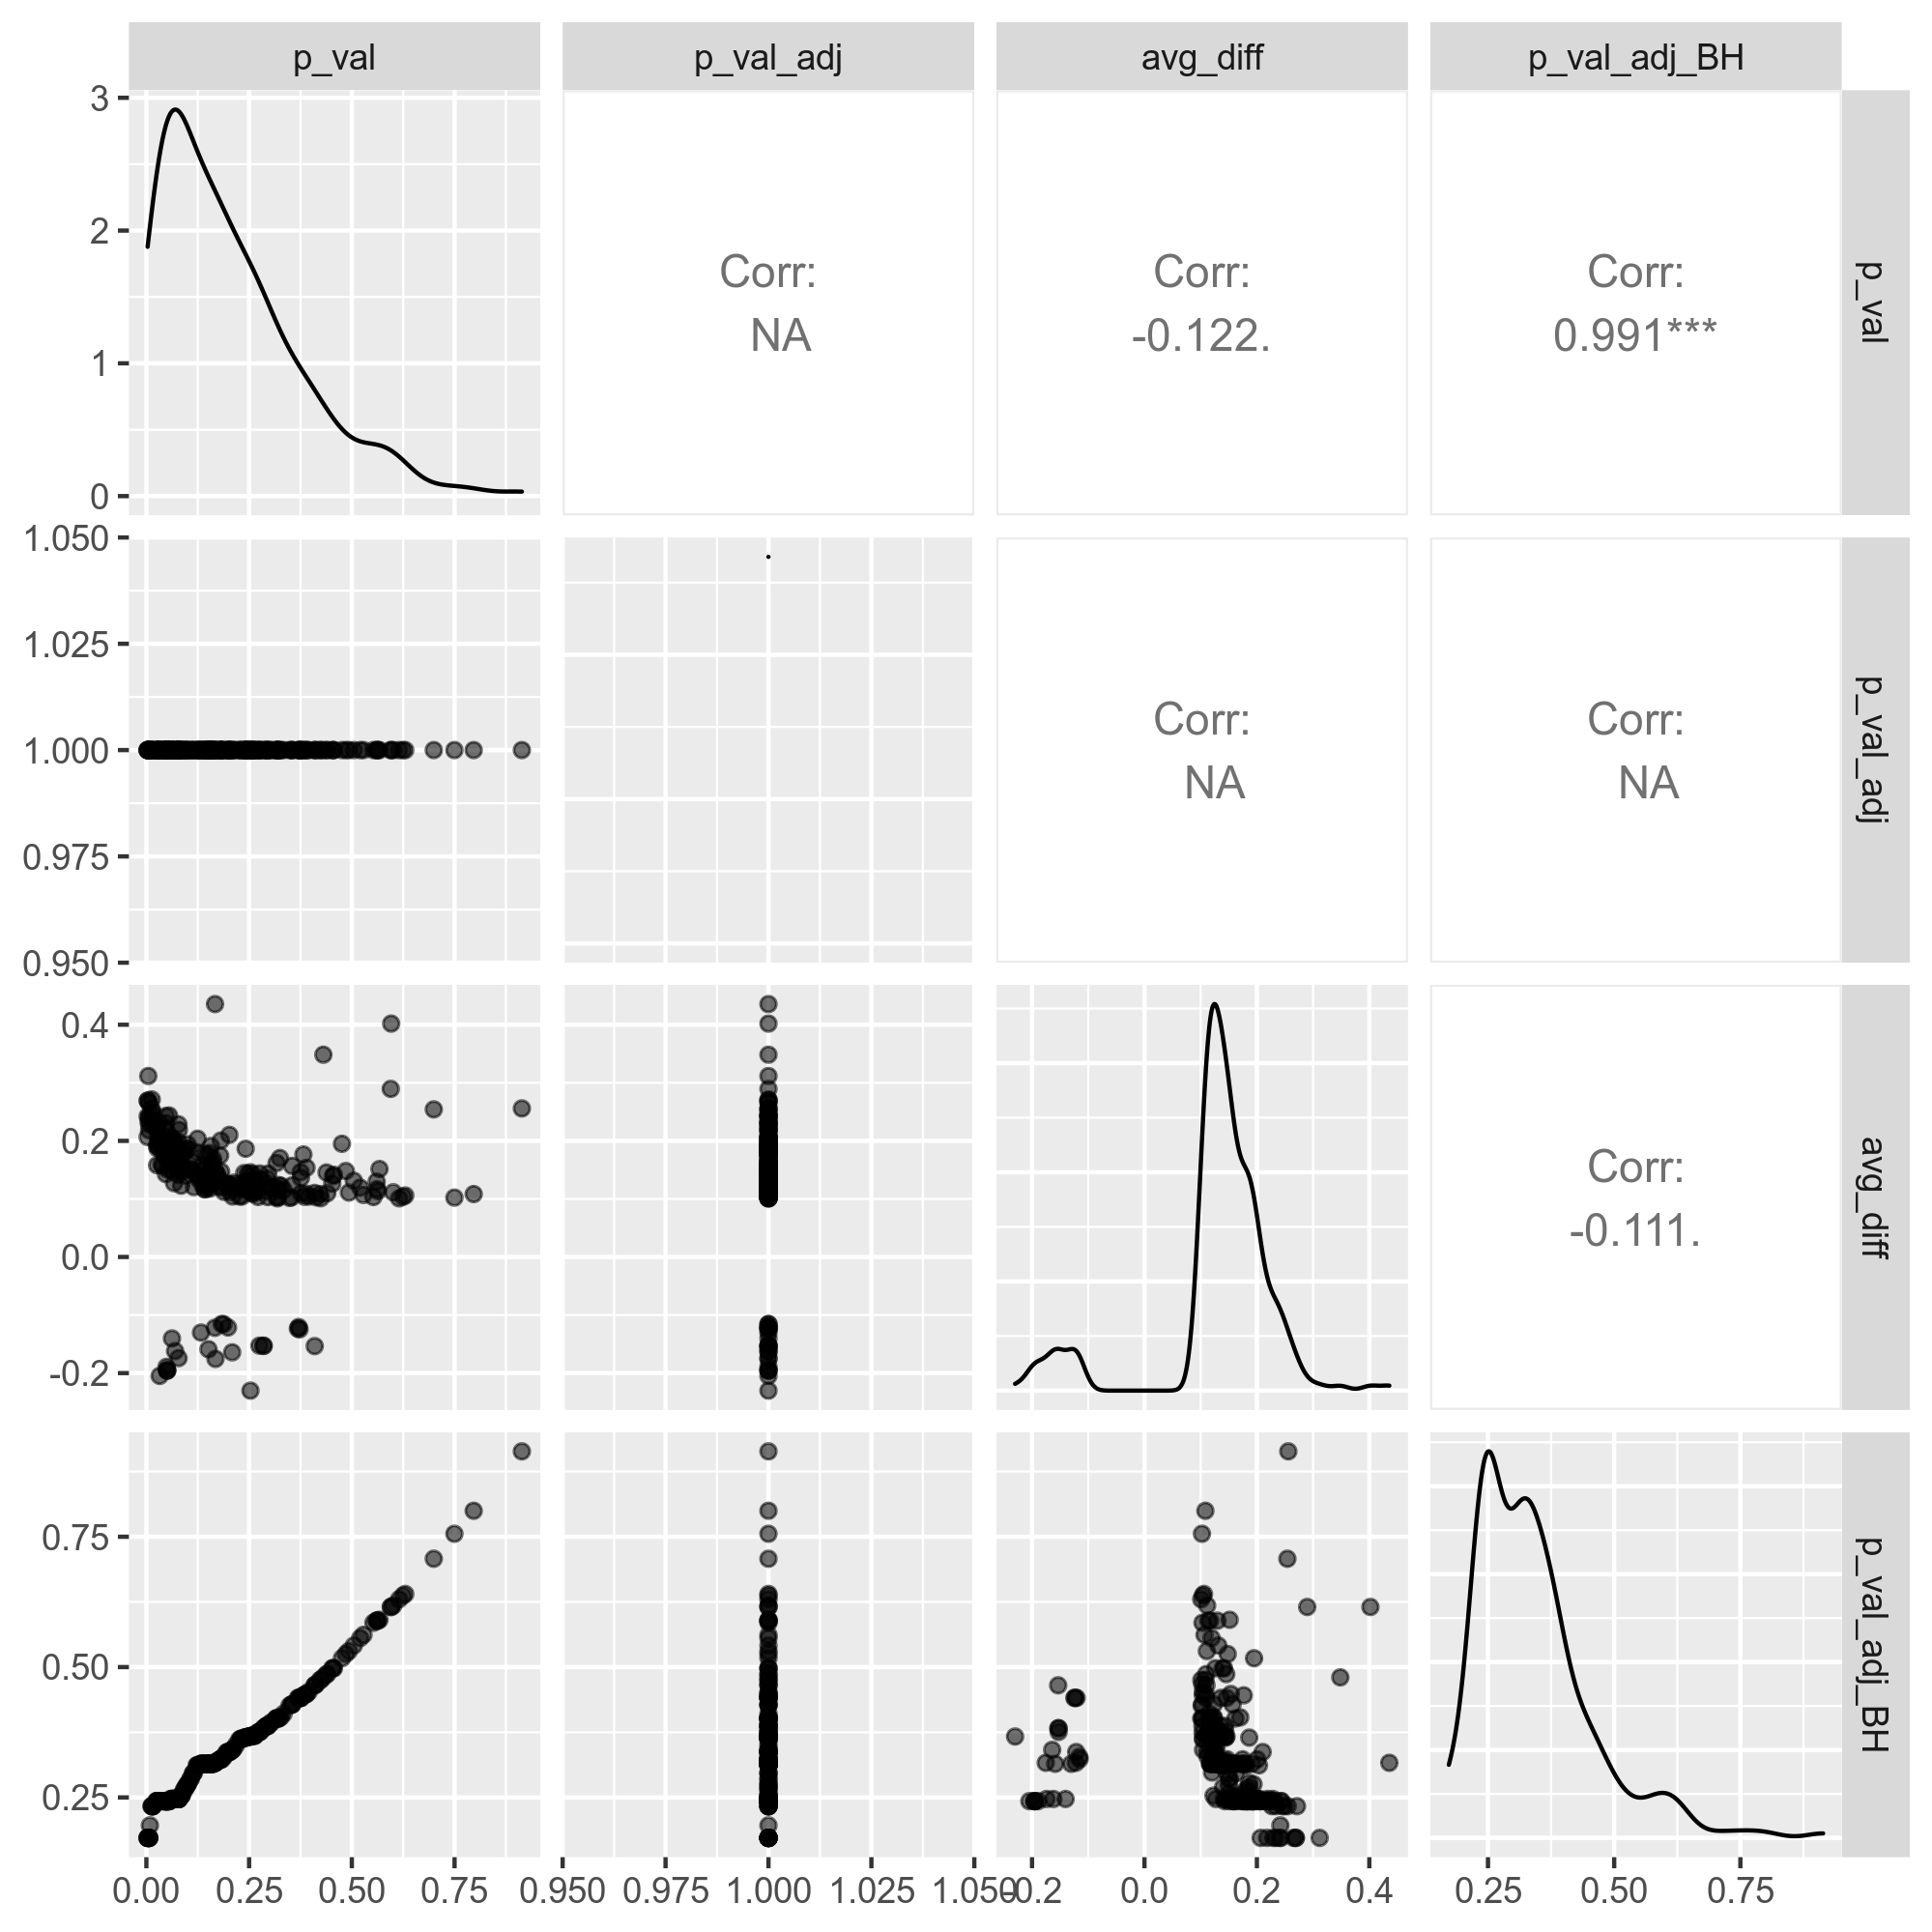 p_val
p_val_adj
avg_diff
p_val_adj_BH
3
2
1
0
Corr:
NA
Corr:
-0.122.
Corr:
0.991***
p_val
1.050
1.025
1.000
0.975
0.950
Corr:
NA
Corr:
NA
p_val_adj
0.4
0.2
0.0
-0.2
Corr:
-0.111.
avg_diff
0.75
0.50
0.25
p_val_adj_BH
0.00 0.25 0.50 0.75
0.950 0.975 1.000 1.025 1.050
-0.2 0.0 0.2 0.4
0.25 0.50 0.75